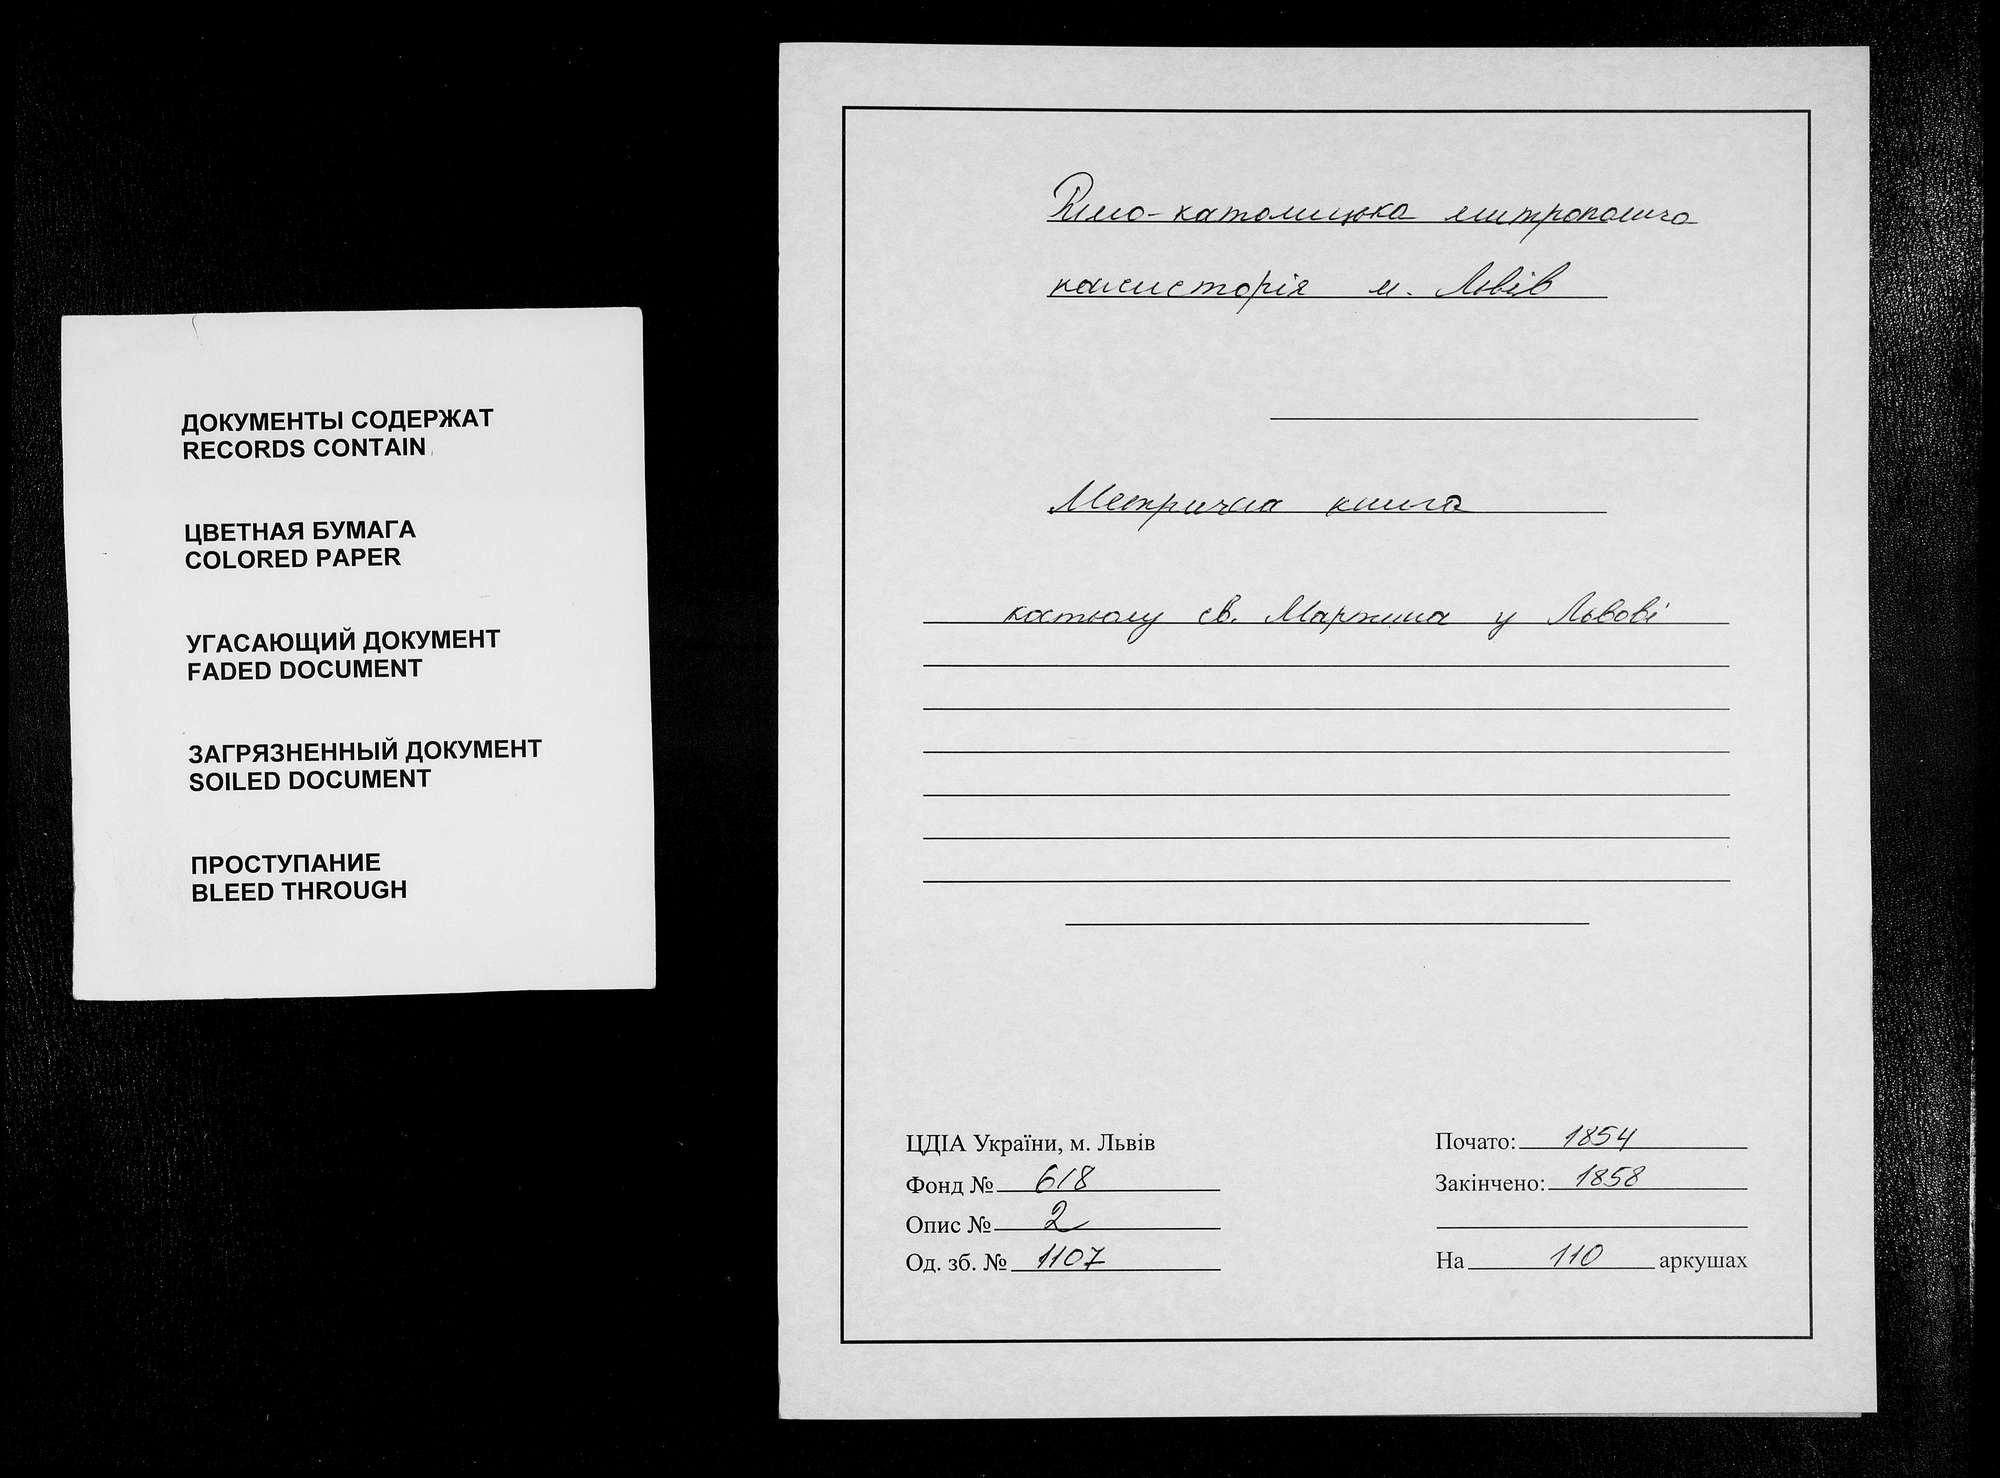 ДОКУМЕНТЫ СОДЕРЖАТ
RECORDS CONTAIN
ЦВЕТНАЯ БУМАГА
COLORED PAPER
УГАСАЮЩИЙ ДОКУМЕНТ
FADED DOCUMENT
ЗАГРЯЗНЕННЫЙ ДОКУМЕНТ
SOILED DOCUMENT
ПРОСТУПАНИЕ
BLEED THROUGH
Римо-католицька митрополича
консисторія м. Львів
Метрична книга
костьолу св. Мартина у Львові
ЦДІА України, м. Львів
Фонд № 618
Опис № 2
Од. зб. № 1107
Почато: 1854
Закінчено: 1858
На 110 аркушах